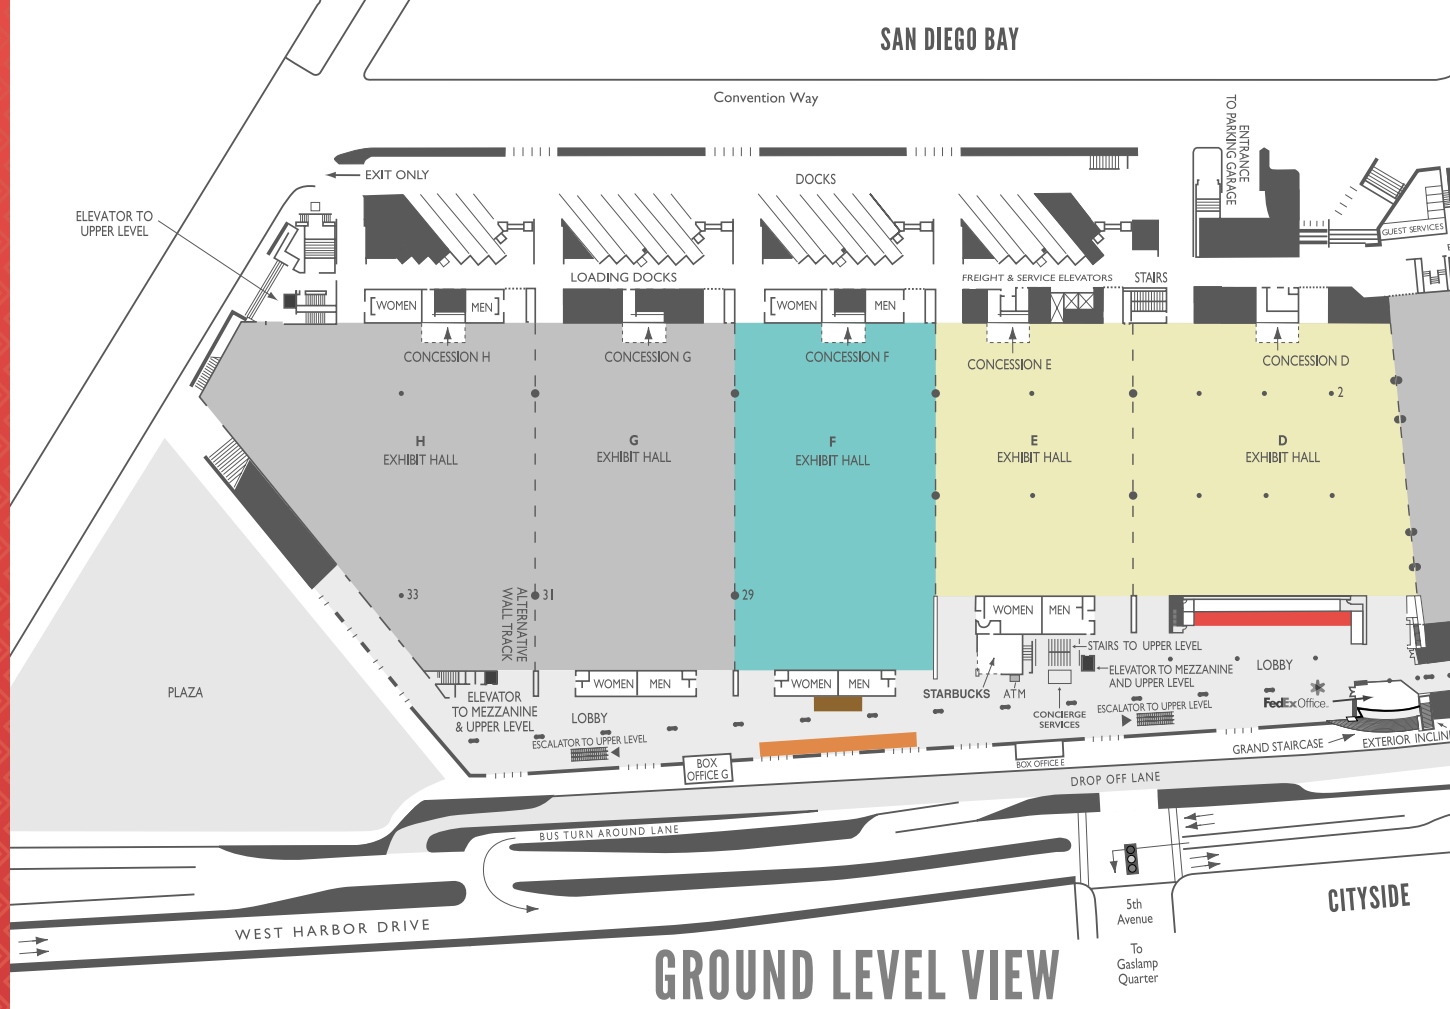 SAN DIEGO BAY
Convention Way
ENTRANCE
TO PARKING GARAGE
EXIT ONLY
DOCKS
ELEVATOR TO
UPPER LEVEL
GUEST SERVICES
LOADING DOCKS
FREIGHT & SERVICE ELEVATORS
STAIRS
WOMEN
MEN
WOMEN
MEN
CONCESSION H
CONCESSION G
CONCESSION F
CONCESSION E
CONCESSION D
2
H
EXHIBIT HALL
G
EXHIBIT HALL
F
EXHIBIT HALL
E
EXHIBIT HALL
D
EXHIBIT HALL
33
ALTERNATIVE
WALL TRACK
31
29
WOMEN
MEN
STAIRS TO UPPER LEVEL
ELEVATOR TO MEZZANINE
AND UPPER LEVEL
LOBBY
PLAZA
ELEVATOR
TO MEZZANINE
& UPPER LEVEL
WOMEN
MEN
WOMEN
MEN
STARBUCKS
ATM
CONCIERGE
SERVICES
ESCALATOR TO UPPER LEVEL
FedEx Office.
LOBBY
ESCALATOR TO UPPER LEVEL
BOX
OFFICE G
BOX OFFICE E
GRAND STAIRCASE
EXTERIOR INCLINE
DROP OFF LANE
BUS TURN AROUND LANE
WEST HARBOR DRIVE
5th
Avenue
To
Gaslamp
Quarter
CITYSIDE
GROUND LEVEL VIEW